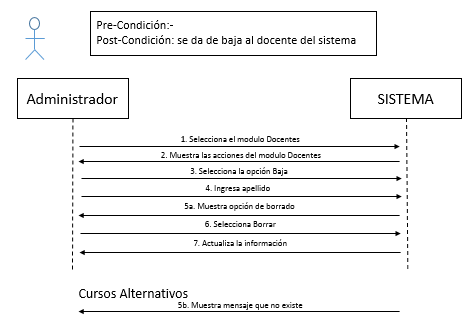 Pre-Condición:-
Post-Condición: se da de baja al docente del sistema
Administrador
SISTEMA
1. Selecciona el modulo Docentes
2. Muestra las acciones del modulo Docentes
3. Selecciona la opción Baja
4. Ingresa apellido
5a. Muestra opción de borrado
6. Selecciona Borrar
7. Actualiza la información
Cursos Alternativos
5b. Muestra mensaje que no existe